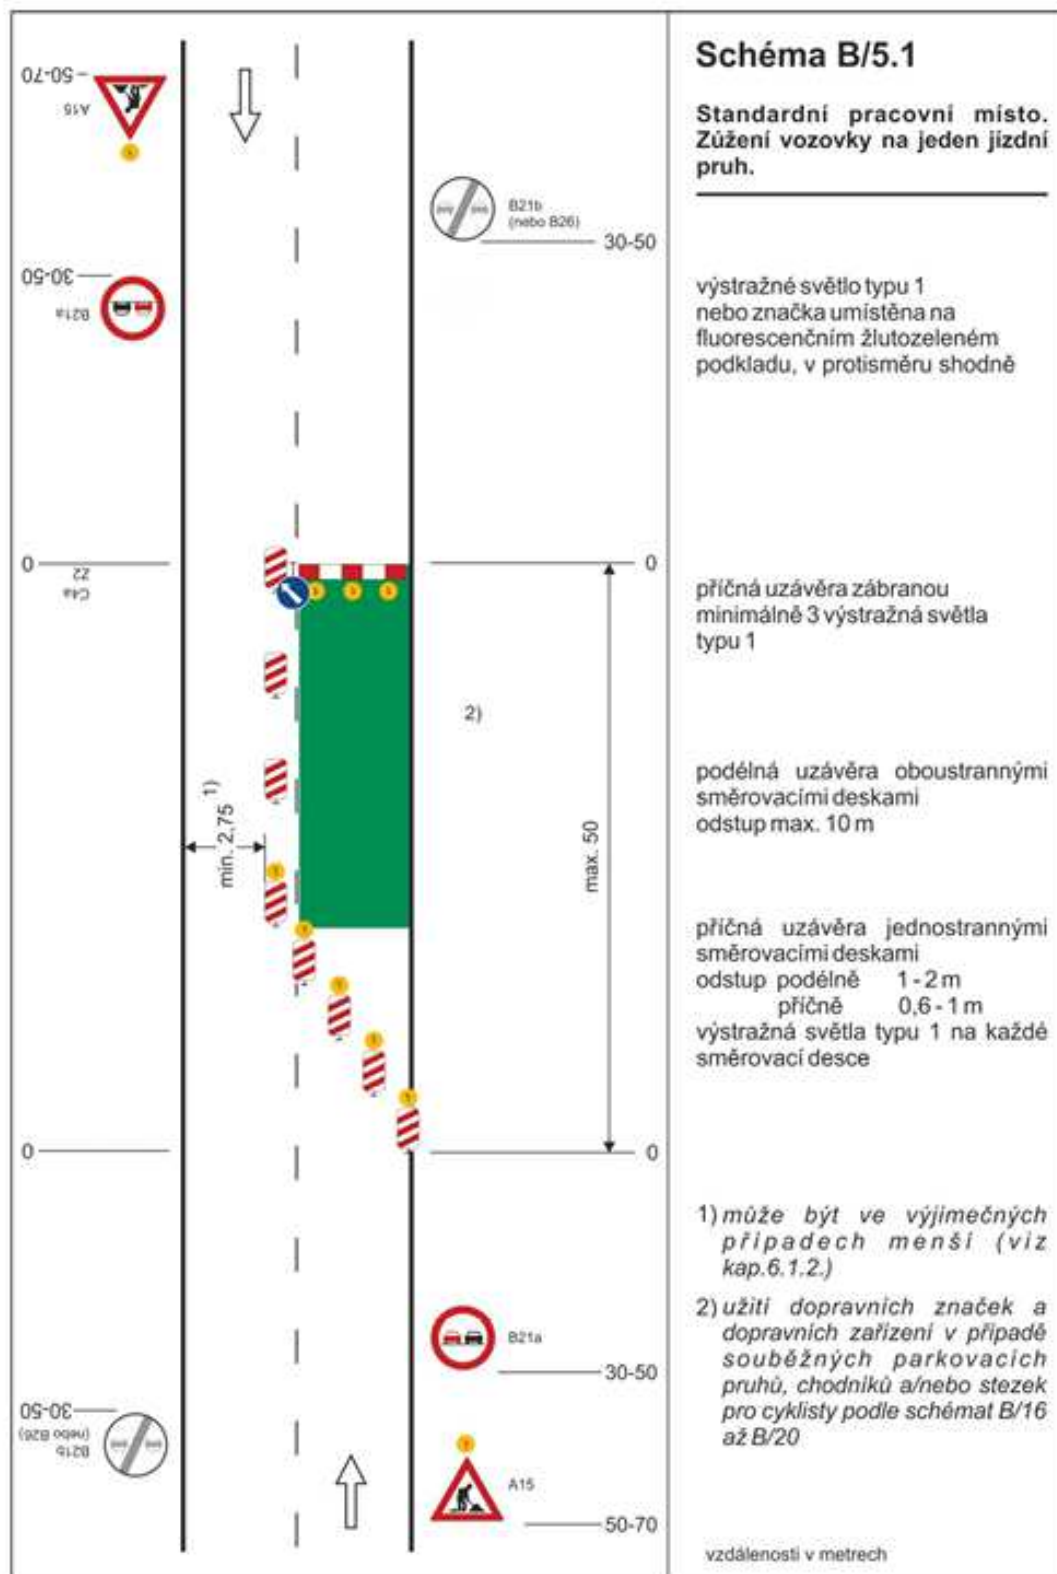 Schéma B/5.1
Standardní pracovní místo.
Zúžení vozovky na jeden jízdní
pruh.
50-70
A15
B21b
(nebo B26)
30-50
30-50
B21a
výstražné světlo typu 1
nebo značka umístěna na
fluorescenčním žlutozeleném
podkladu, v protisměru shodně
0
Z2
C4a
0
příčná uzávěra zábranou
minimálně 3 výstražná světla
typu 1
2)
podélná uzávěra oboustrannými
směrovacími deskami
odstup max. 10 m
min. 2,75 1)
max. 50
příčná uzávěra jednostrannými
směrovacími deskami
odstup podélně 1 - 2 m
příčně 0,6 - 1 m
výstražná světla typu 1 na každé
směrovací desce
0
0
1) může být ve výjimečných
případech menší (viz
kap.6.1.2.)
2) užití dopravních značek a
dopravních zařízení v případě
souběžných parkovacích
pruhů, chodníků a/nebo stezek
pro cyklisty podle schémat B/16
až B/20
B21a
30-50
30-50
B21b
(nebo B26)
A15
50-70
vzdálenosti v metrech